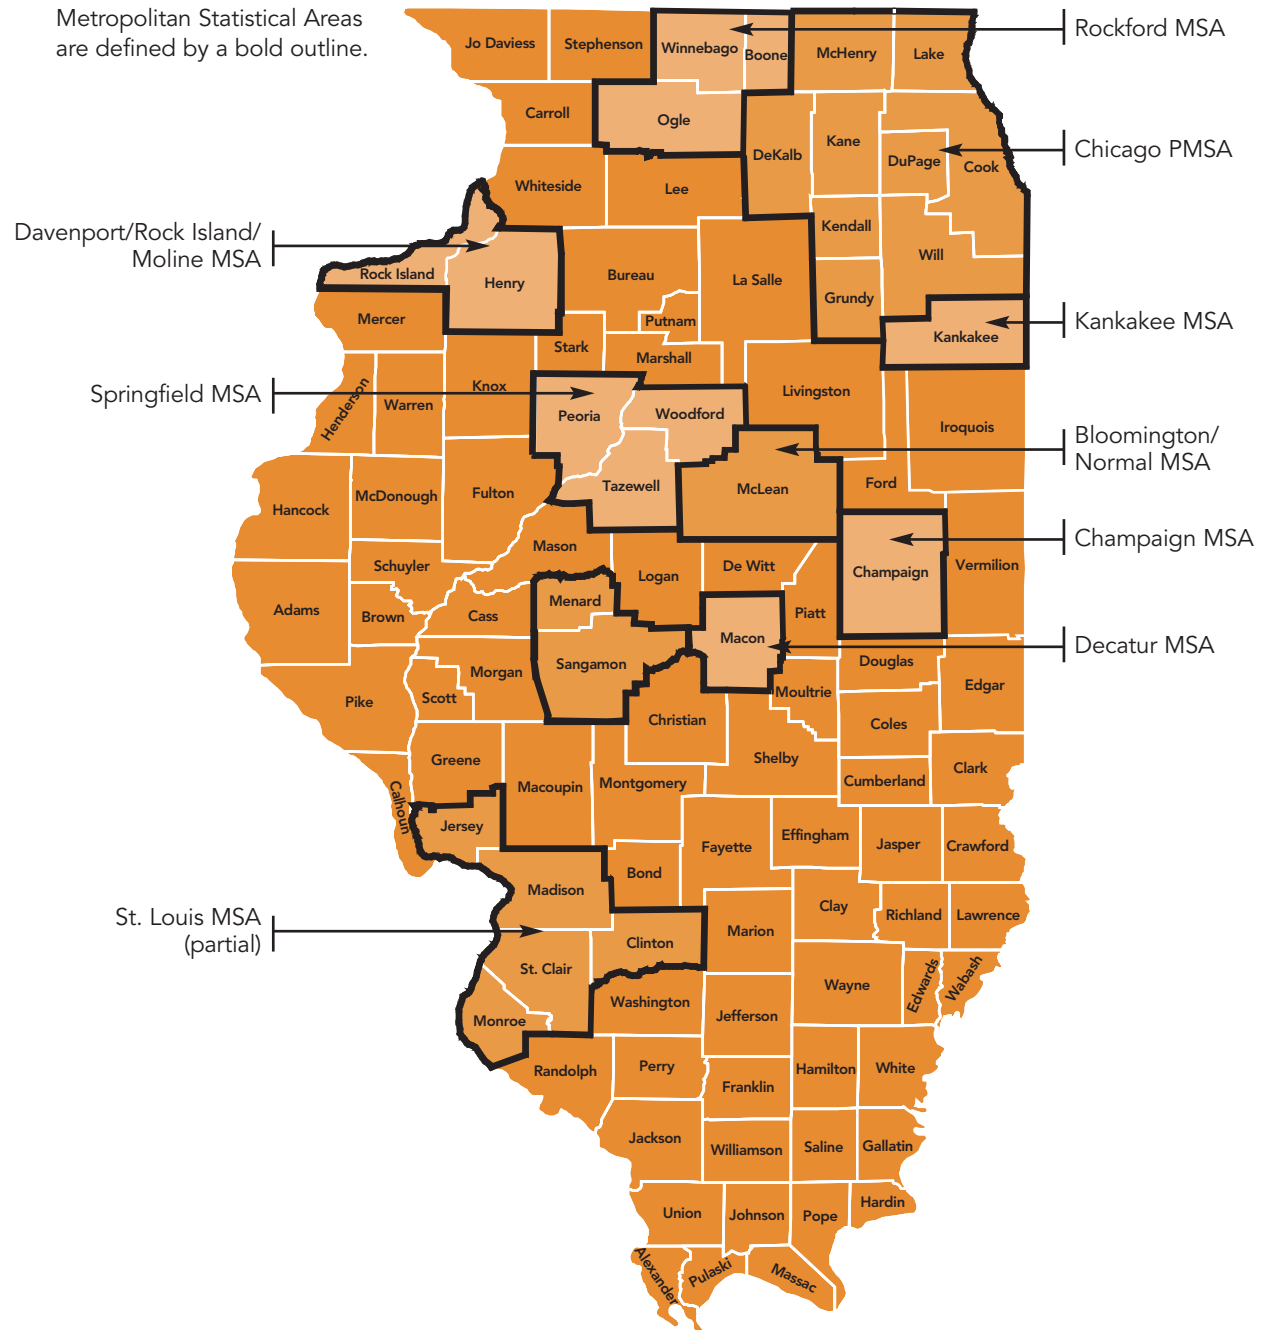 Metropolitan Statistical Areas
are defined by a bold outline.
Rockford MSA
Chicago PMSA
Davenport/Rock Island/
Moline MSA
Kankakee MSA
Springfield MSA
Bloomington/
Normal MSA
Champaign MSA
Decatur MSA
St. Louis MSA
(partial)
Jo Daviess
Stephenson
Winnebago
Boone
McHenry
Lake
Carroll
Ogle
DeKalb
Kane
DuPage
Cook
Whiteside
Lee
Kendall
Will
Rock Island
Henry
Bureau
La Salle
Grundy
Mercer
Putnam
Kankakee
Stark
Marshall
Henderson
Warren
Knox
Peoria
Woodford
Livingston
Iroquois
Hancock
McDonough
Fulton
Tazewell
McLean
Ford
Mason
Schuyler
Logan
De Witt
Champaign
Vermilion
Adams
Brown
Cass
Menard
Piatt
Macon
Sangamon
Morgan
Scott
Douglas
Edgar
Pike
Christian
Moultrie
Coles
Greene
Shelby
Macoupin
Montgomery
Cumberland
Clark
Calhoun
Jersey
Effingham
Jasper
Crawford
Fayette
Bond
Madison
Clay
Richland
Lawrence
Marion
Clinton
St. Clair
Wayne
Edwards
Wabash
Washington
Jefferson
Monroe
Randolph
Perry
Franklin
Hamilton
White
Jackson
Williamson
Saline
Gallatin
Union
Johnson
Pope
Hardin
Alexander
Pulaski
Massac